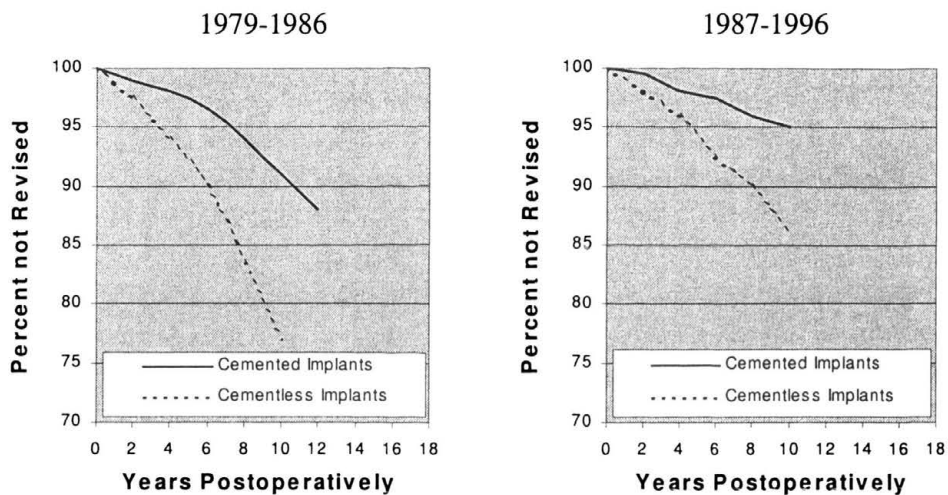 1979-1986
Percent not Revised
100
95
90
85
80
75
70
Cemented Implants
Cementless Implants
0 2 4 6 8 10 12 14 16 18
Years Postoperatively
1987-1996
Percent not Revised
100
95
90
85
80
75
70
Cemented Implants
Cementless Implants
0 2 4 6 8 10 12 14 16 18
Years Postoperatively